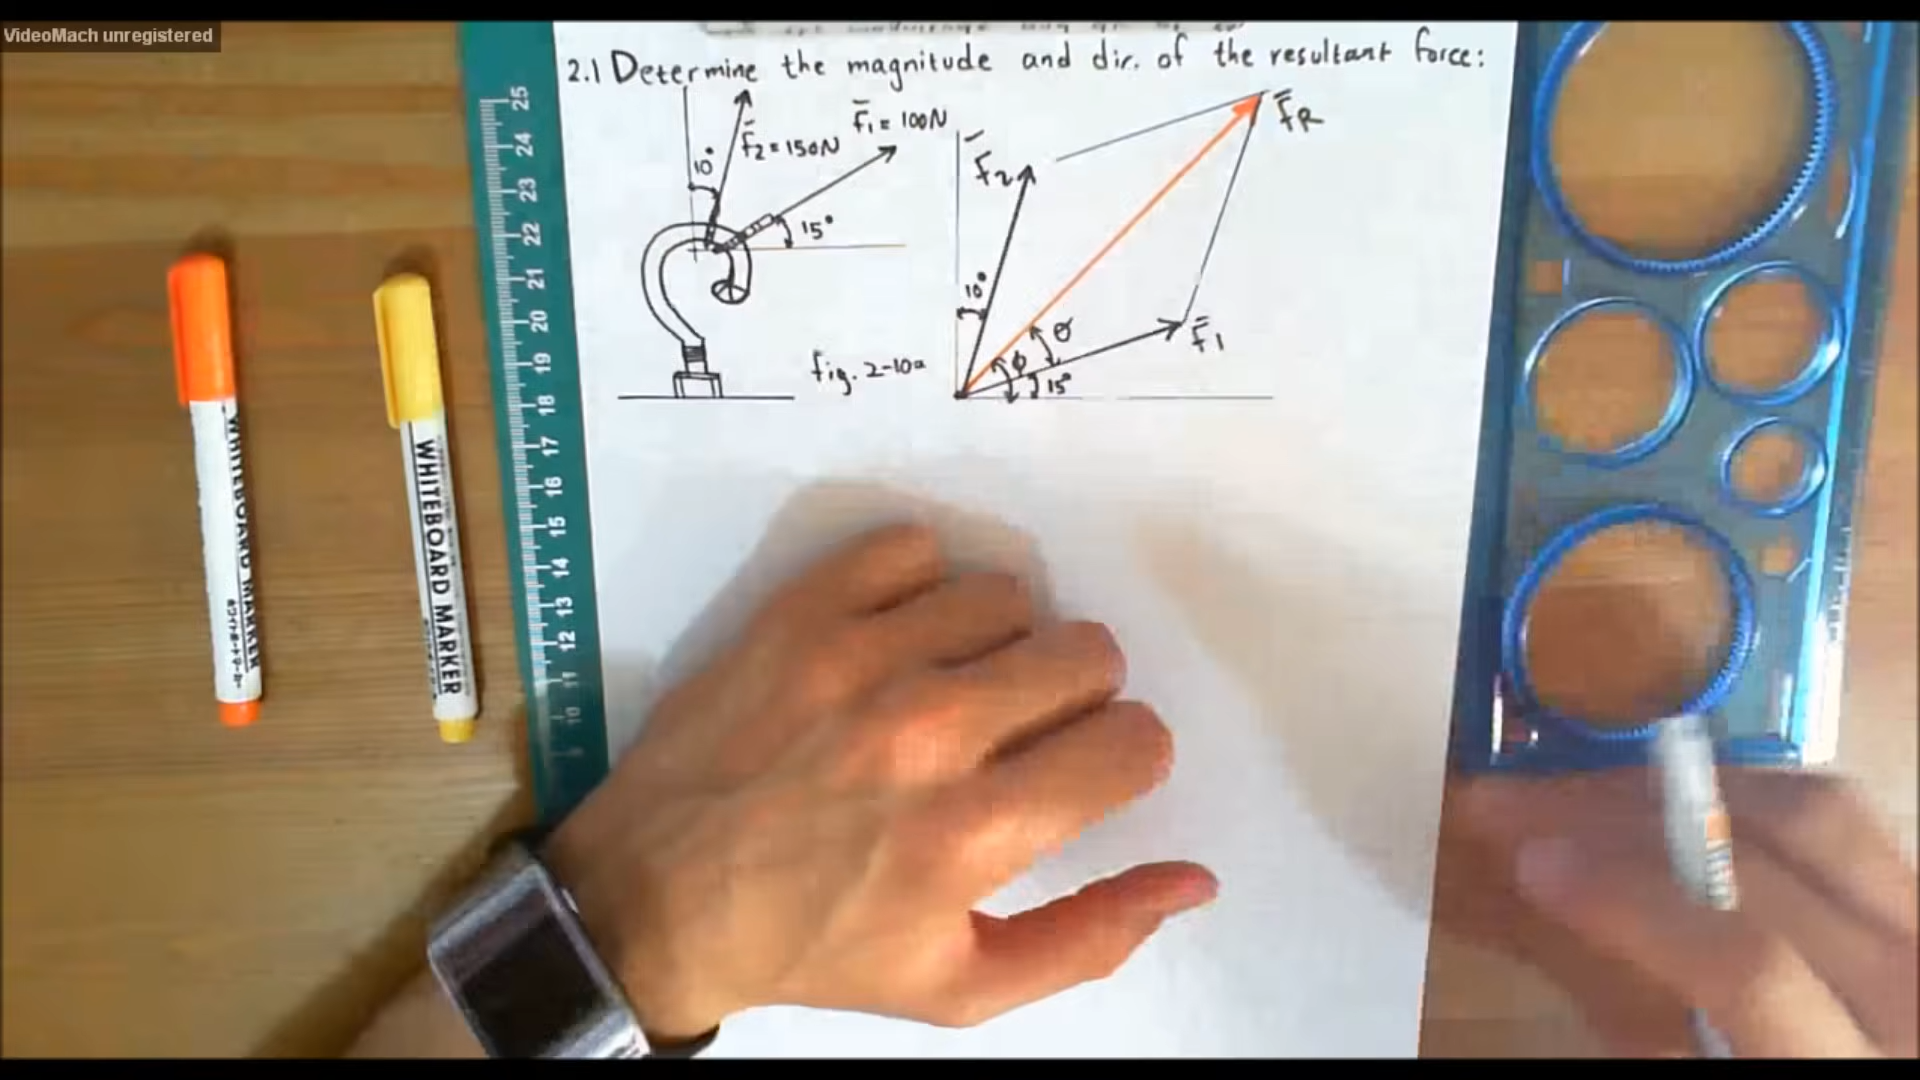 VideoMach unregistered
2.1 Determine the magnitude and dir. of the resultant force:
F̄1 = 100N
F̄2 = 150N
10°
15°
Fig. 2-10a
F̄R
F̄2
10°
θ
F̄1
ϕ
15°
25
24
23
22
21
20
19
18
17
16
15
14
13
12
11
10
9
WHITEBOARD MARKER
WHITEBOARD MARKER